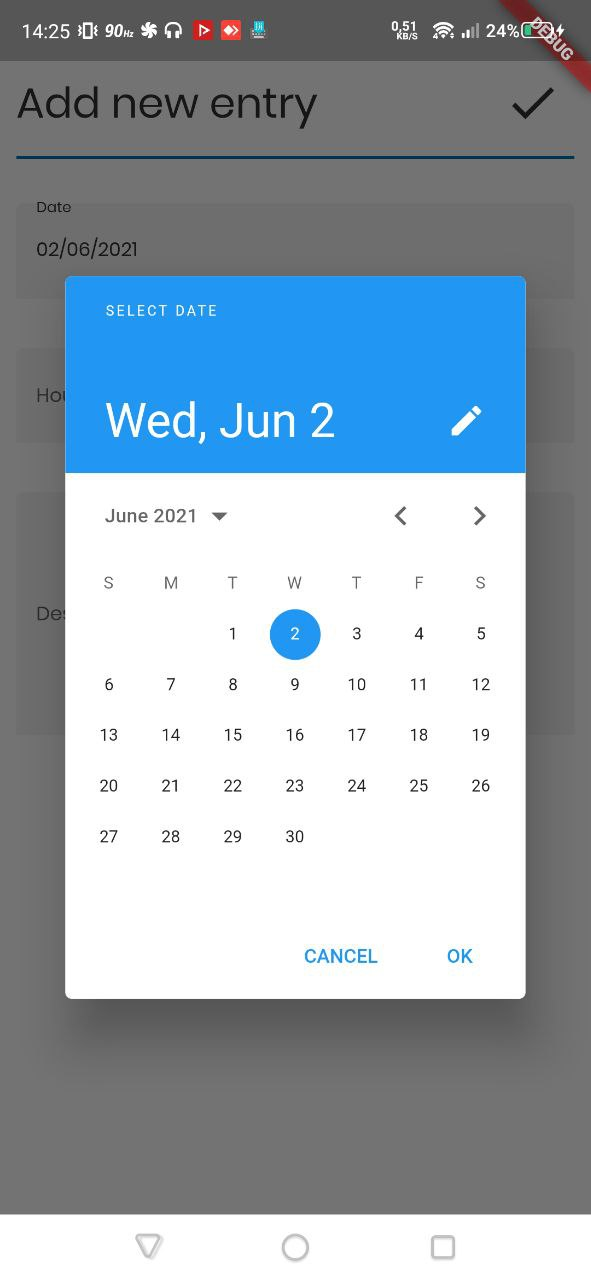 14:25 90Hz 0,51 KB/S 24%
DEBUG
Add new entry
Date
02/06/2021
SELECT DATE
Hou
Wed, Jun 2
June 2021
S M T W T F S
1 2 3 4 5
Des
6 7 8 9 10 11 12
13 14 15 16 17 18 19
20 21 22 23 24 25 26
27 28 29 30
CANCEL OK